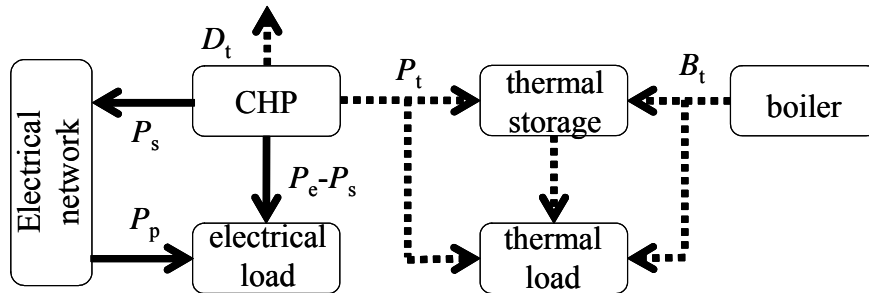 D_t
CHP
P_t
thermal
storage
B_t
boiler
P_s
P_e-P_s
Electrical
network
P_p
electrical
load
thermal
load